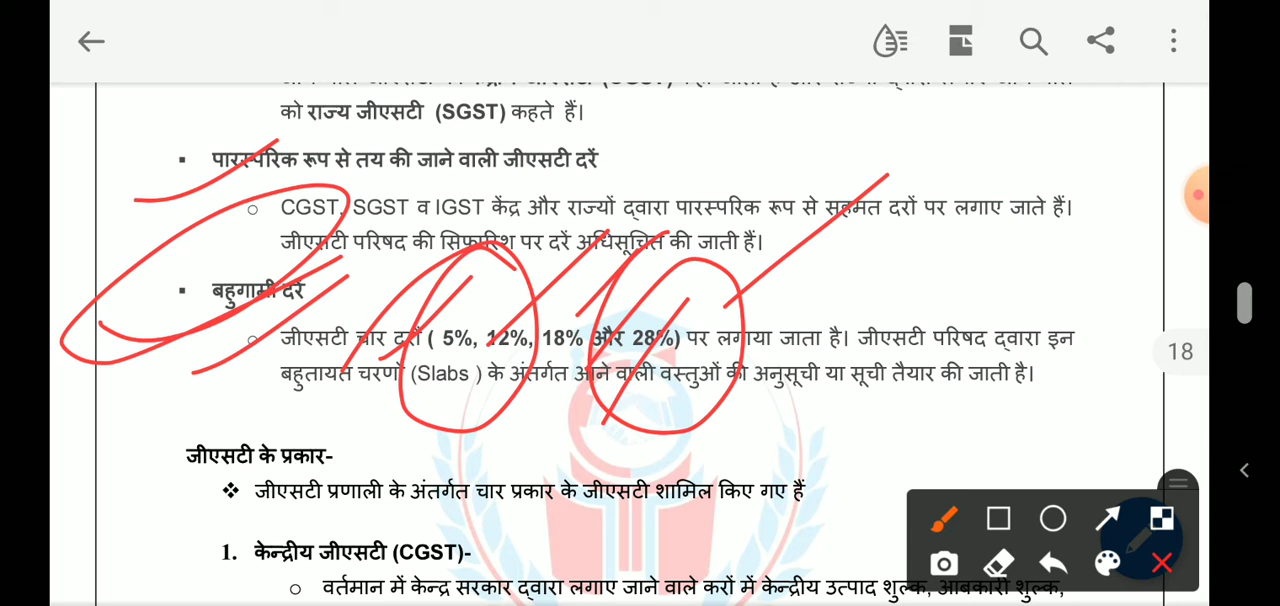 को राज्य जीएसटी (SGST) कहते हैं।
▪ पारस्परिक रूप से तय की जाने वाली जीएसटी दरें
○ CGST, SGST व IGST केंद्र और राज्यों द्वारा पारस्परिक रूप से सहमत दरों पर लगाए जाते हैं।
जीएसटी परिषद की सिफारिश पर दरें अधिसूचित की जाती हैं।
▪ बहुगामी दरें
○ जीएसटी चार दरों ( 5%, 12%, 18% और 28%) पर लगाया जाता है। जीएसटी परिषद द्वारा इन
18
बहुतायत चरणों (Slabs ) के अंतर्गत आने वाली वस्तुओं की अनुसूची या सूची तैयार की जाती है।
जीएसटी के प्रकार-
❖ जीएसटी प्रणाली के अंतर्गत चार प्रकार के जीएसटी शामिल किए गए हैं
1. केन्द्रीय जीएसटी (CGST)-
○ वर्तमान में केन्द्र सरकार द्वारा लगाए जाने वाले करों में केन्द्रीय उत्पाद शुल्क, आबकारी शुल्क,